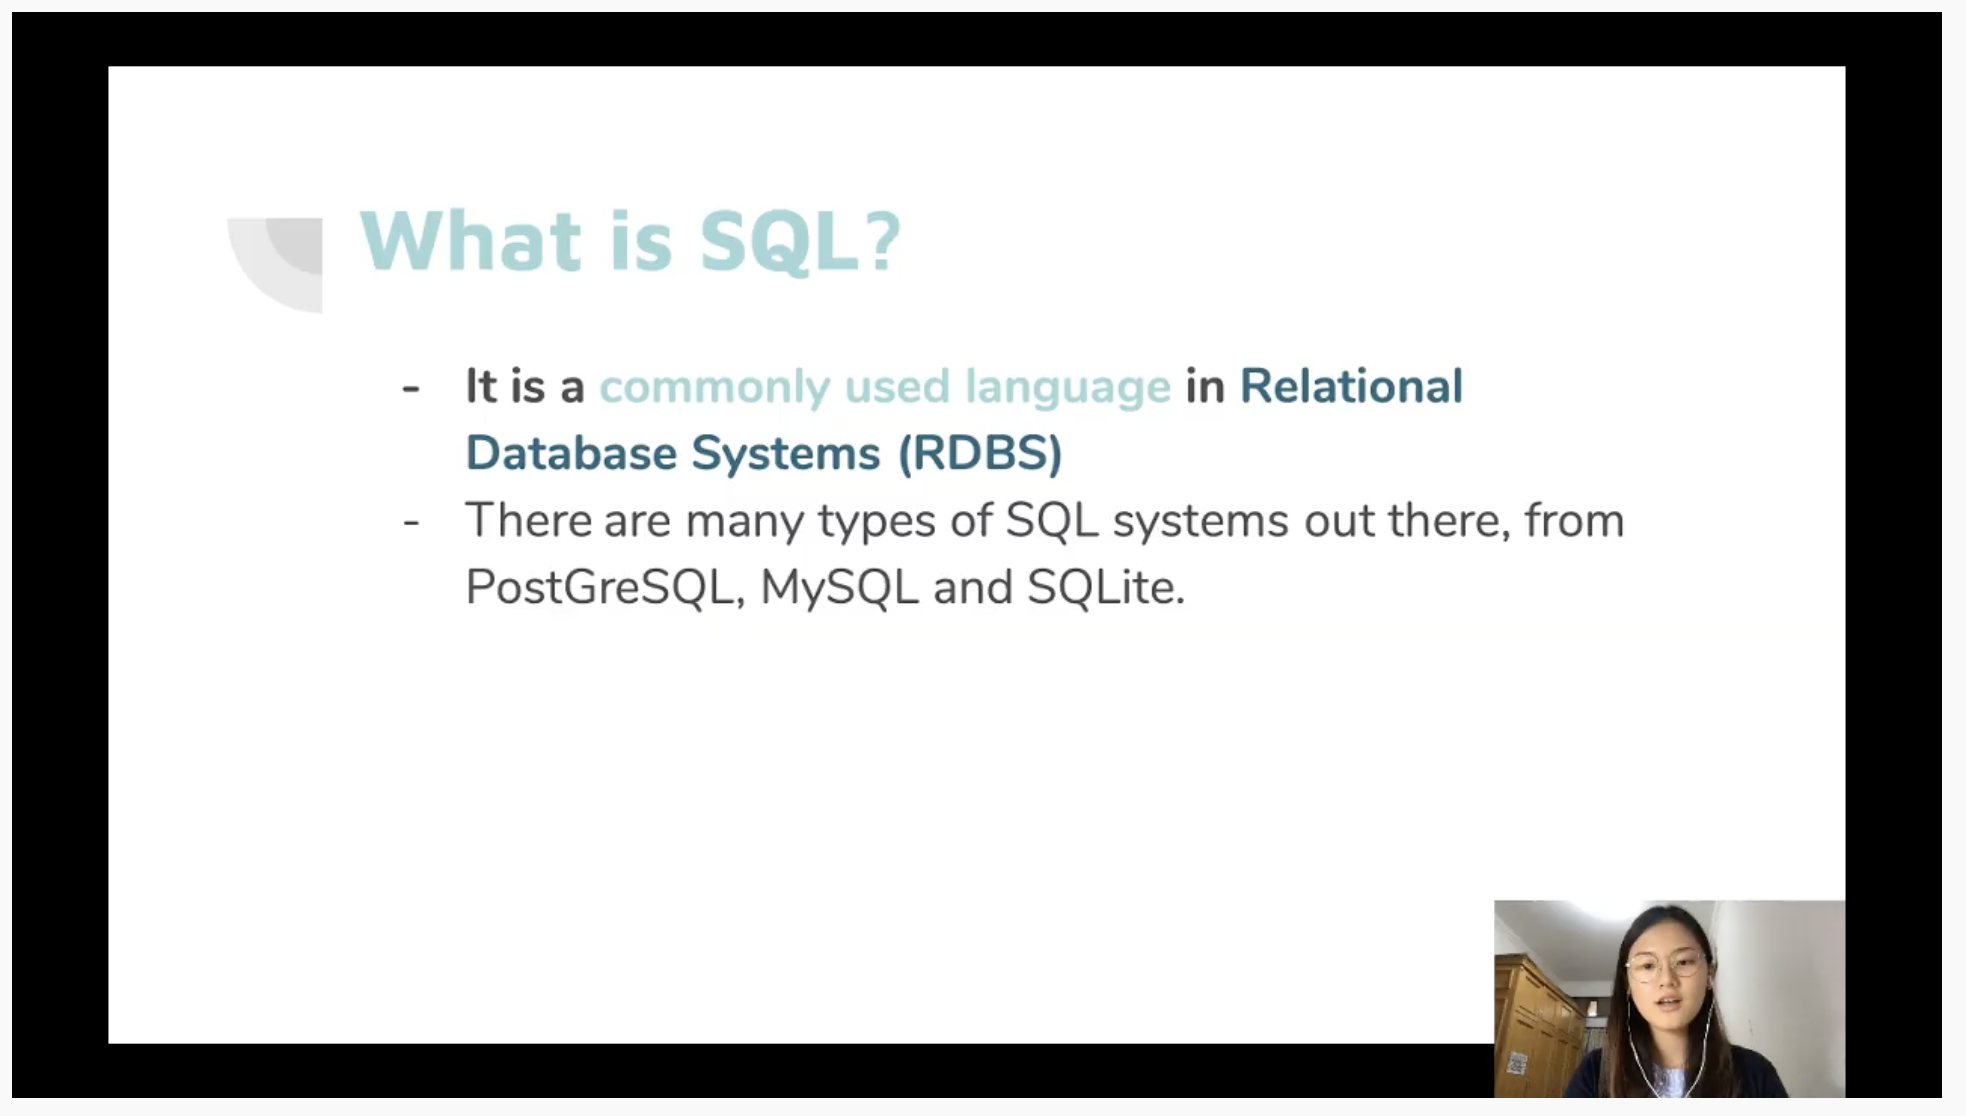 What is SQL?
- It is a commonly used language in Relational
Database Systems (RDBS)
- There are many types of SQL systems out there, from
PostGreSQL, MySQL and SQLite.